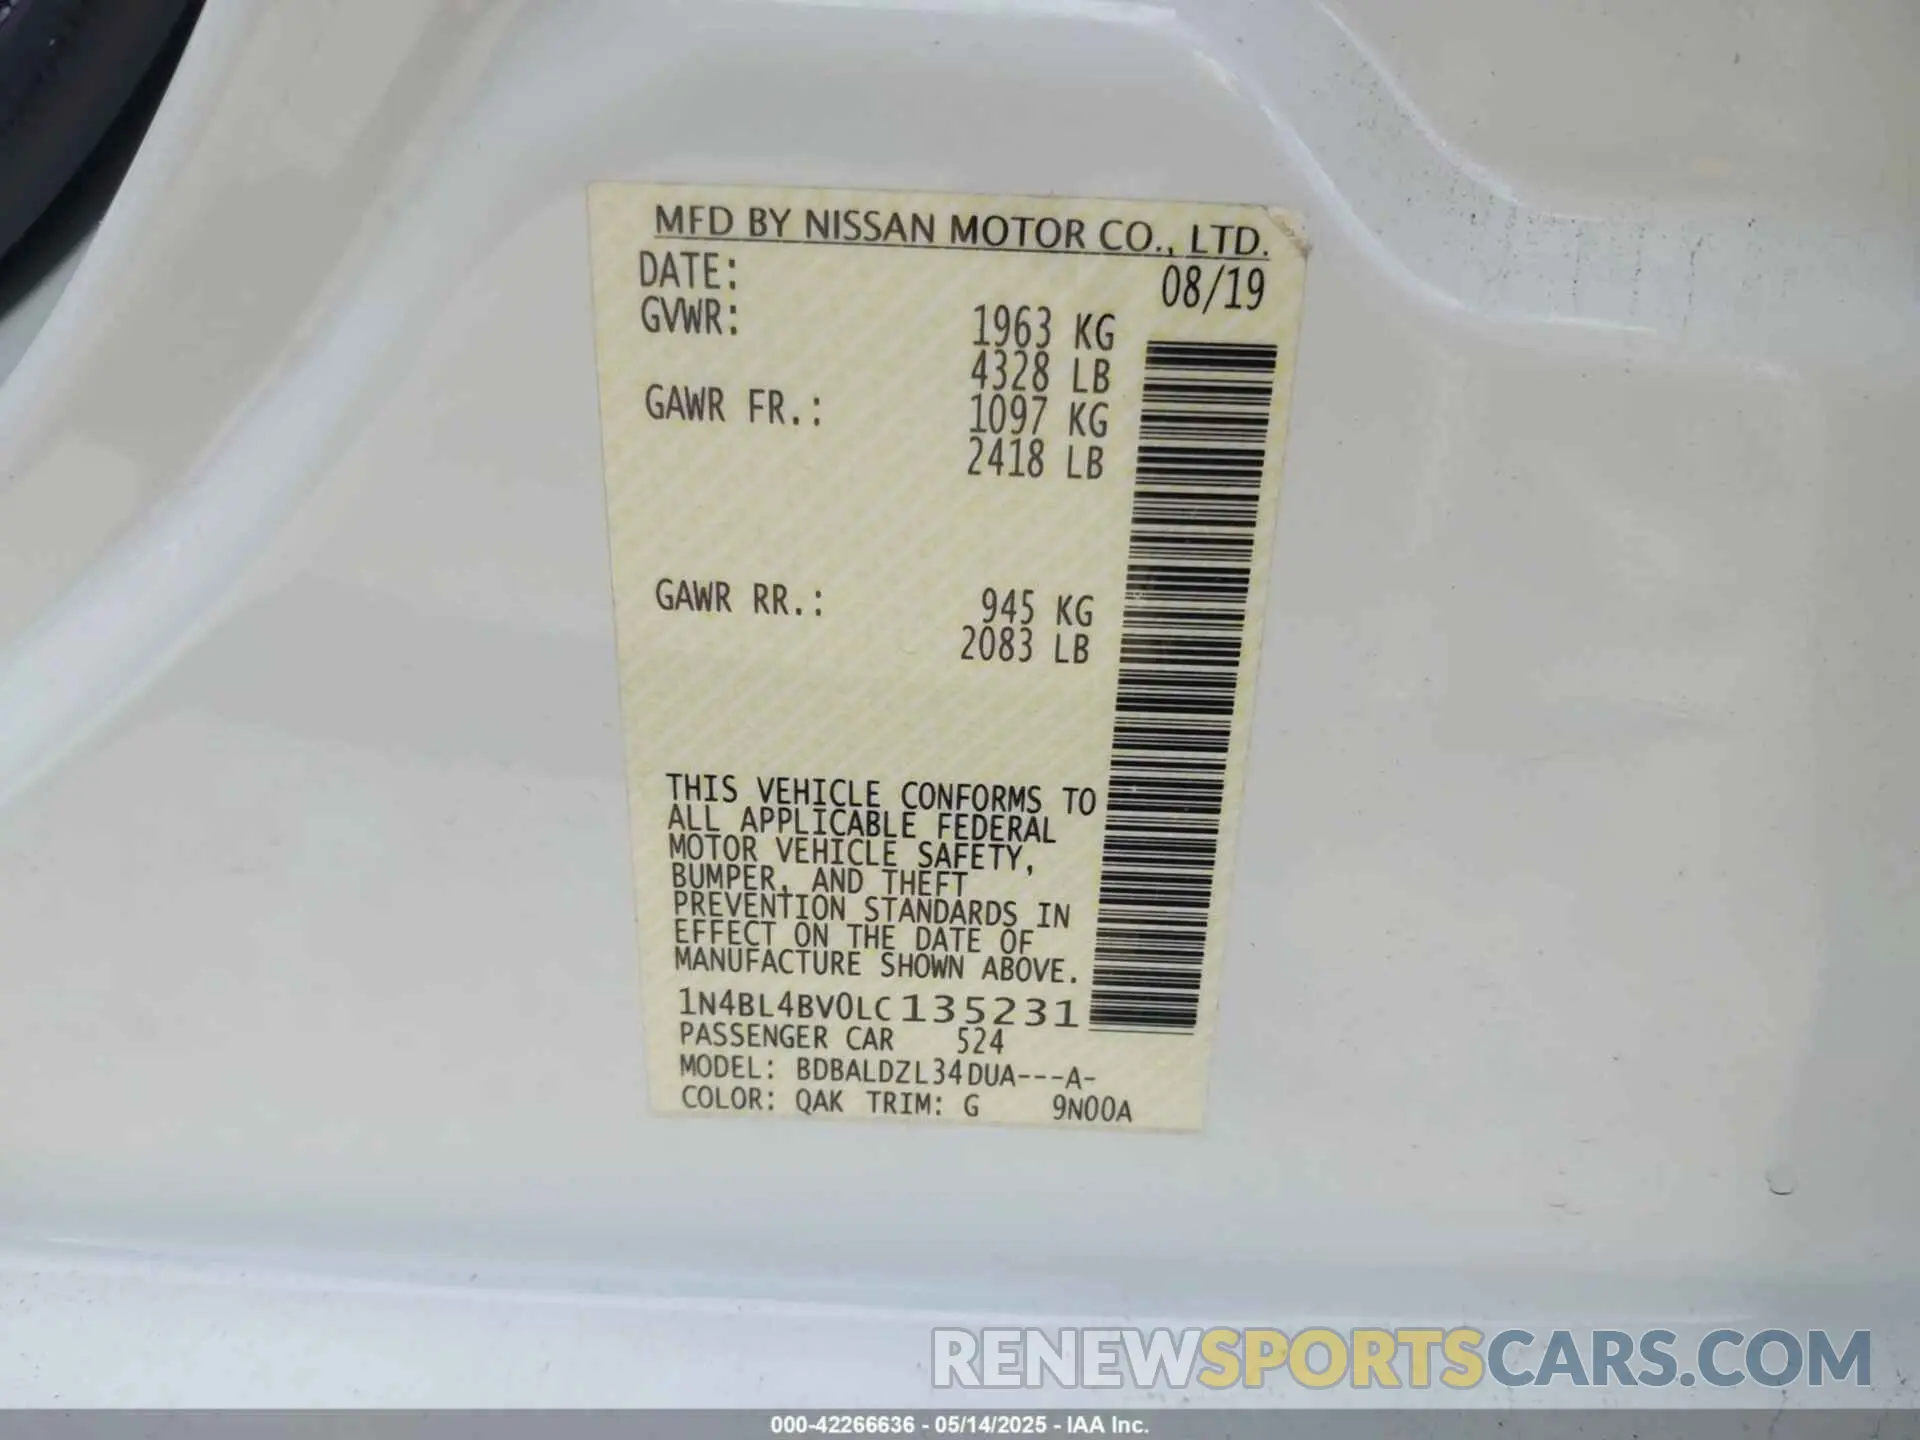 MFD BY NISSAN MOTOR CO., LTD.
DATE: 08/19
GVWR: 1963 KG
4328 LB
GAWR FR.: 1097 KG
2418 LB
GAWR RR.: 945 KG
2083 LB
THIS VEHICLE CONFORMS TO
ALL APPLICABLE FEDERAL
MOTOR VEHICLE SAFETY,
BUMPER, AND THEFT
PREVENTION STANDARDS IN
EFFECT ON THE DATE OF
MANUFACTURE SHOWN ABOVE.
1N4BL4BV0LC135231
PASSENGER CAR 524
MODEL: BDBALDZL34DUA---A-
COLOR: QAK TRIM: G 9N00A
RENEWSPORTSCARS.COM
000-42266636 - 05/14/2025 - IAA Inc.